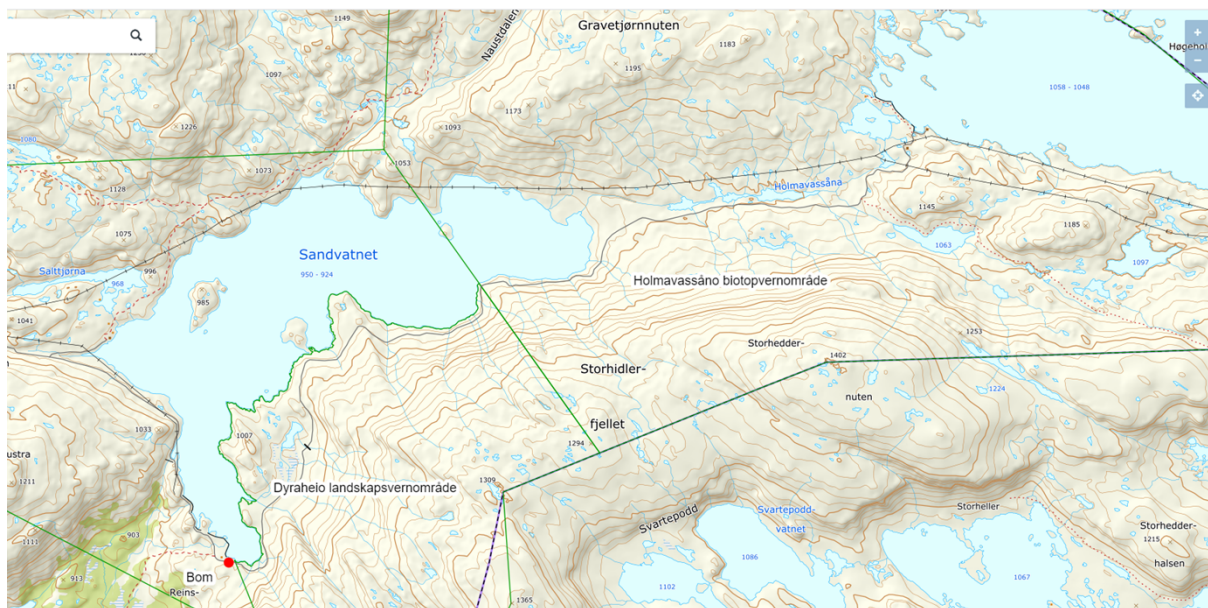 1149
Gravetjørnnuten
+
Naustdalen
1183
Høgehol
−
1097
1195
1058 - 1048
1226
1173
1093
1080
1073
1053
1128
Holmavassåna
1145
1185
1075
Sandvatnet
1063
Salttjørna
996
950 - 924
1097
968
Holmavassåno biotopvernområde
985
1041
1253
Storhedder-
1402
Storhidler-
1224
nuten
fjellet
1033
1007
1294
ustra
1211
Dyraheio landskapsvernområde
1309
Svartepodd
Svartepodd-
vatnet
Storheller
Storhedder-
1215
halsen
1111
903
1086
913
Bom
Reins-
1102
1067
1365